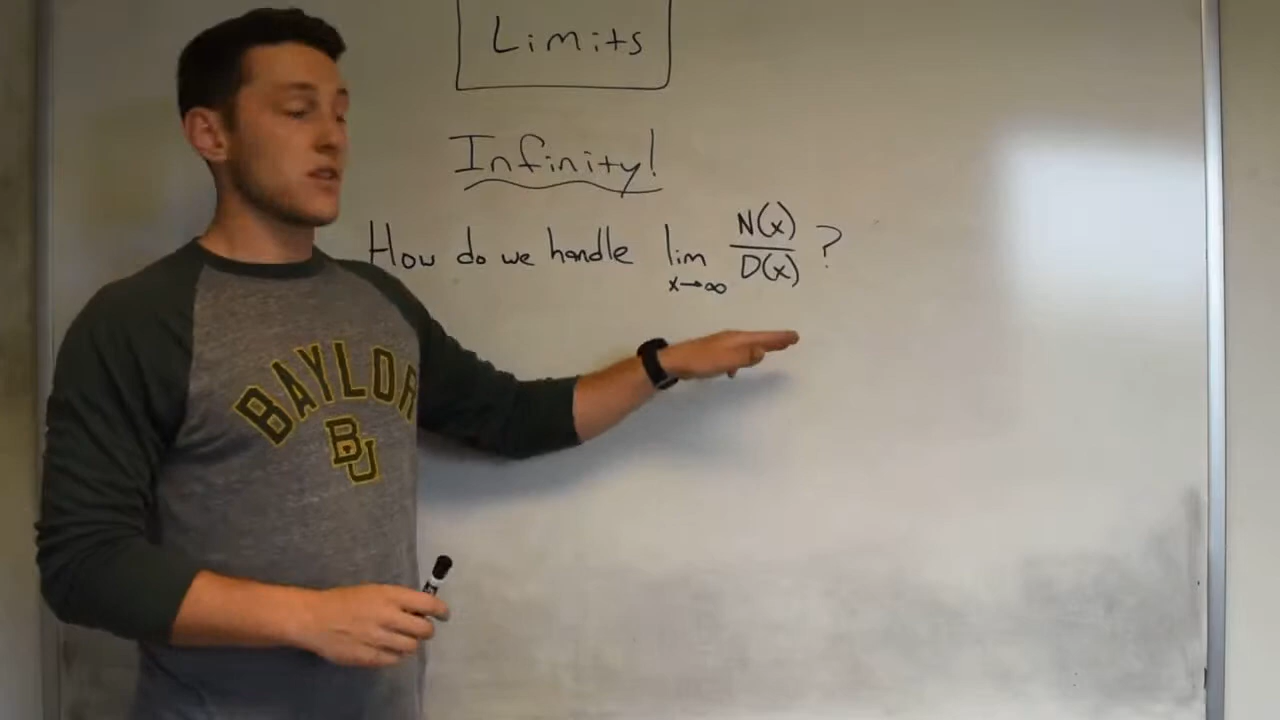 Limits
Infinity!
How do we handle lim x→∞ N(x)/D(x) ?
BAYLOR
BU